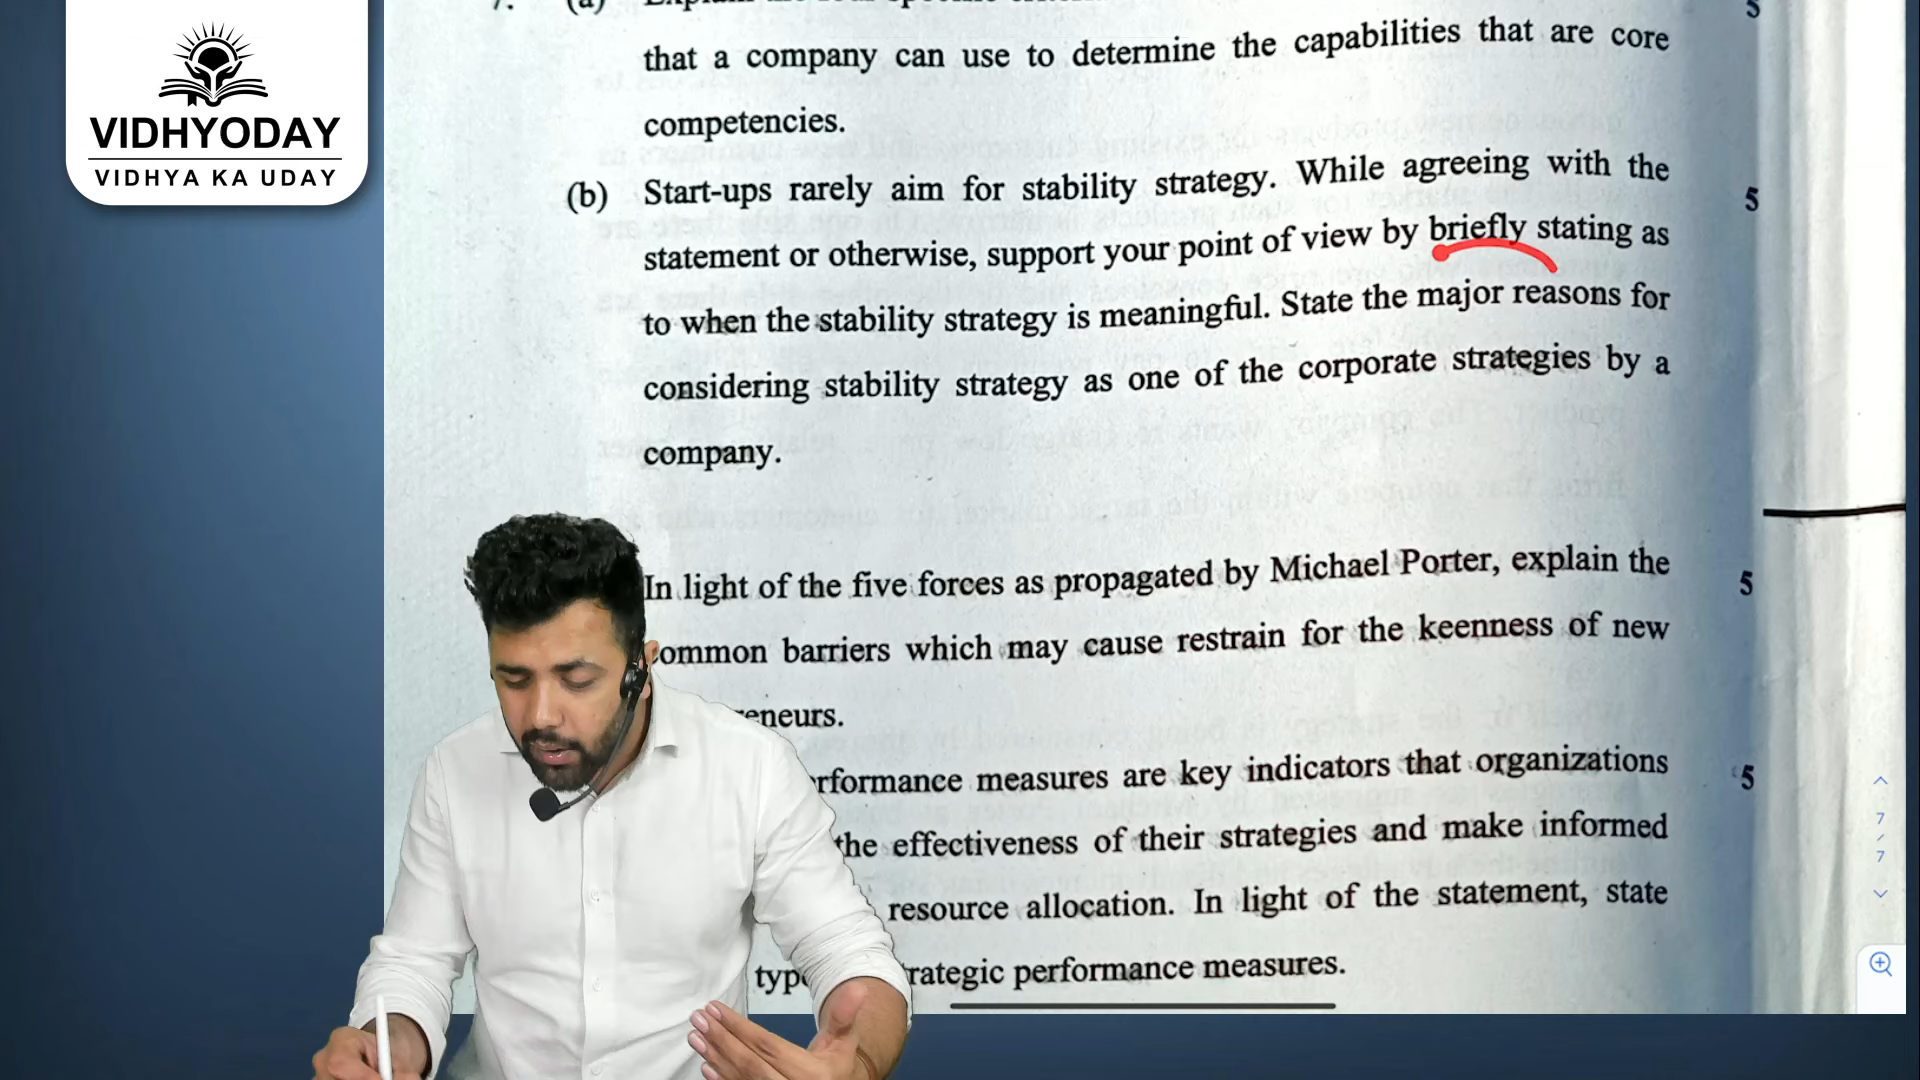 VIDHYODAY
VIDHYA KA UDAY
7. (a)
5
that a company can use to determine the capabilities that are core
competencies.
(b) Start-ups rarely aim for stability strategy. While agreeing with the 5
statement or otherwise, support your point of view by briefly stating as
to when the stability strategy is meaningful. State the major reasons for
considering stability strategy as one of the corporate strategies by a
company.
In light of the five forces as propagated by Michael Porter, explain the 5
common barriers which may cause restrain for the keenness of new
reneurs.
rformance measures are key indicators that organizations 5
the effectiveness of their strategies and make informed
resource allocation. In light of the statement, state
type rategic performance measures.
7
/
7